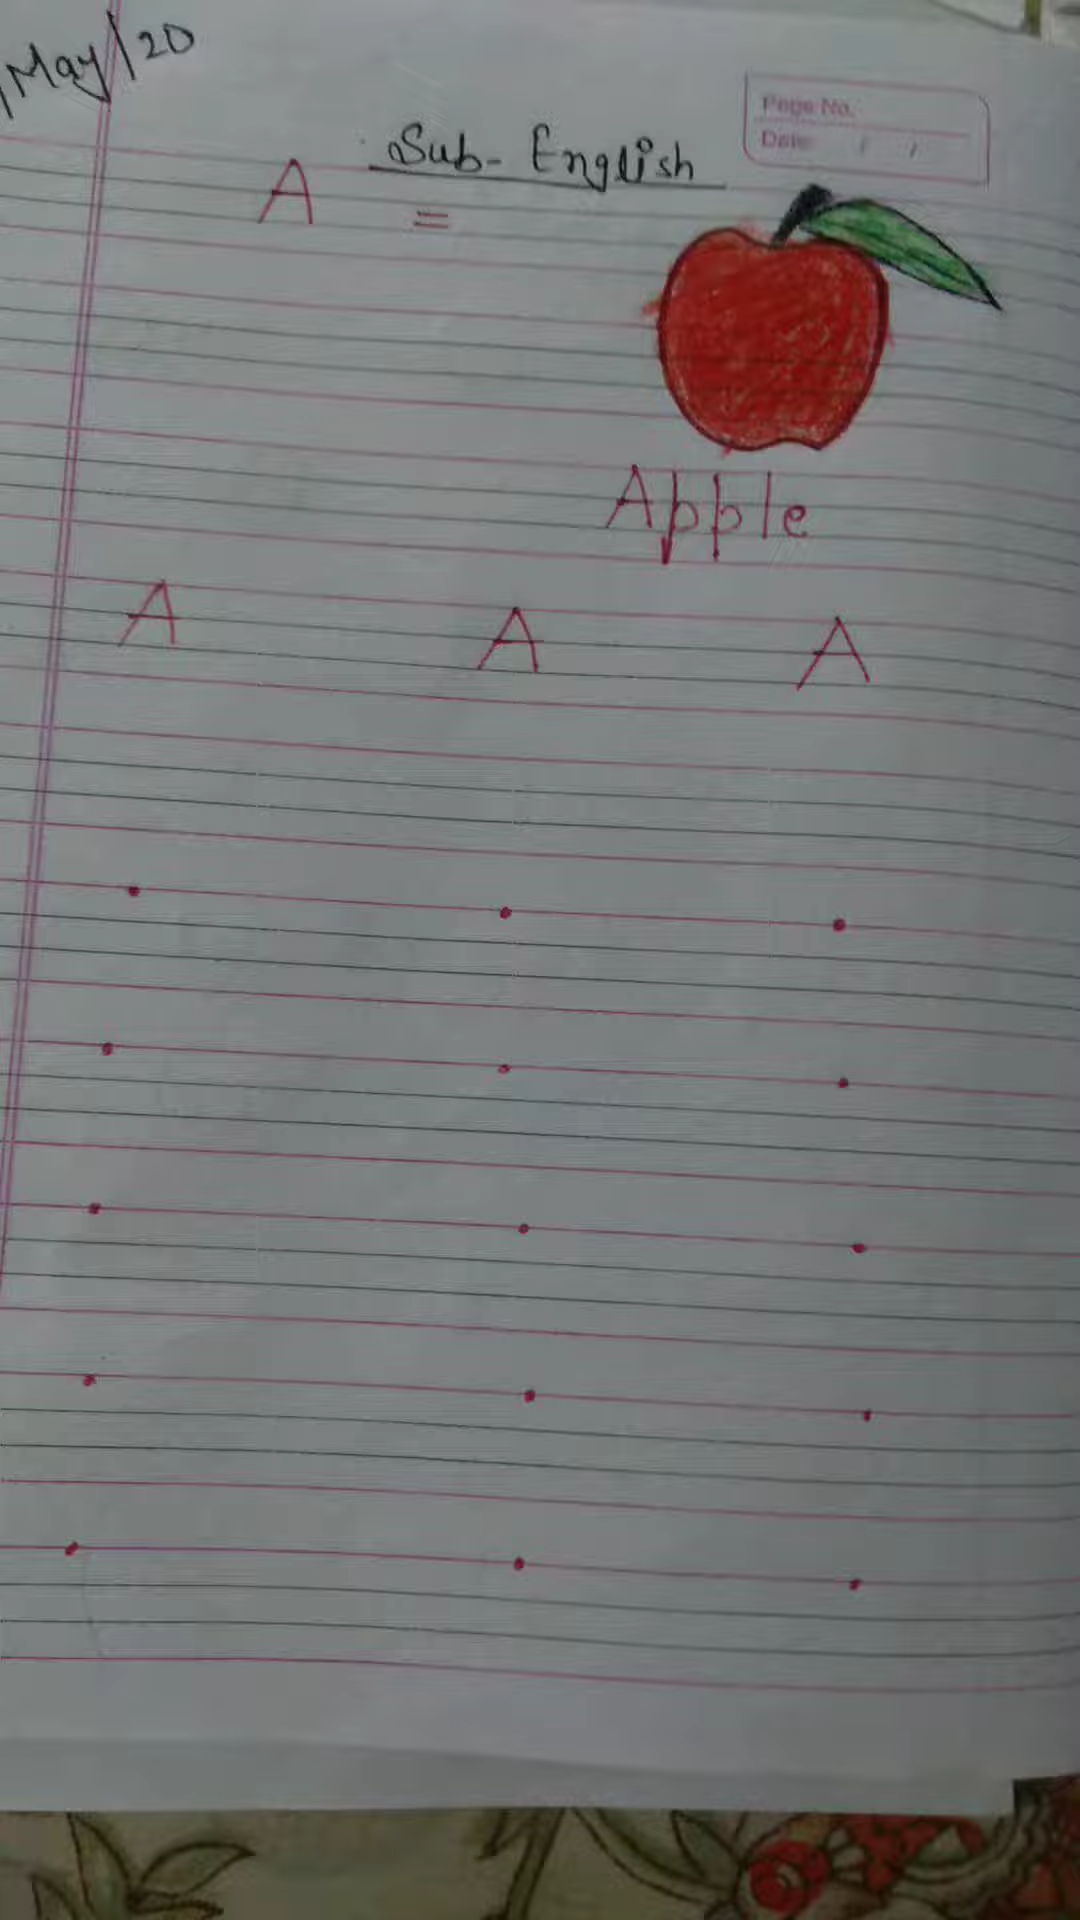 May/20
Page No.
Date: / /
Sub- English
A =
Apple
A A A